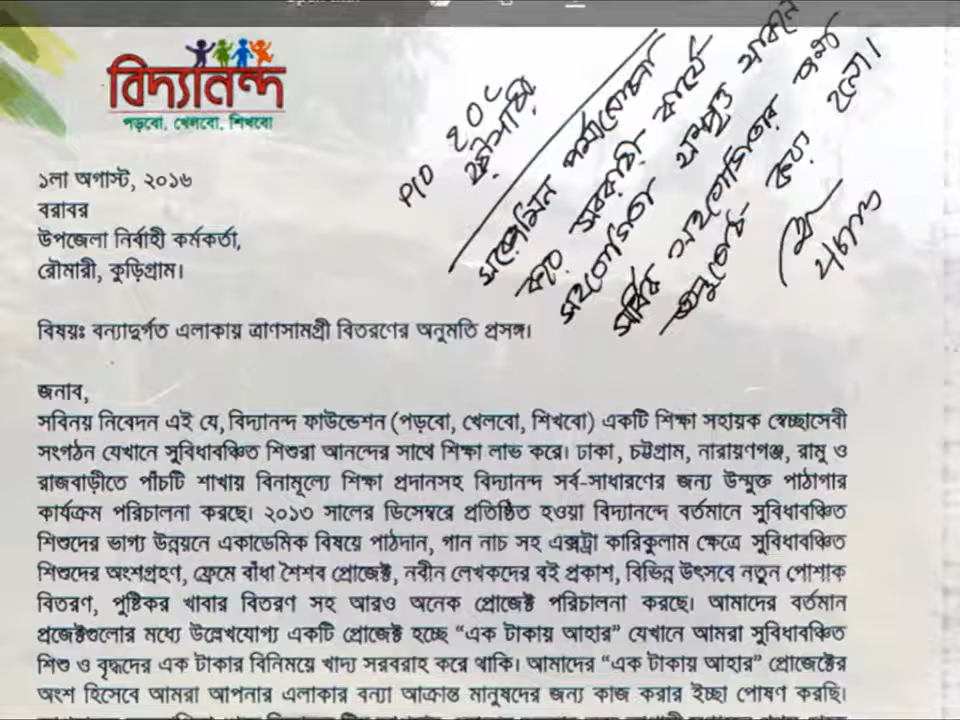 বিদ্যানন্দ
পড়বো, খেলবো, শিখবো
PIO
সহযোগিতা
সার্বিক সহযোগিতার
হলো।
১লা অগাস্ট, ২০১৬
বরাবর
উপজেলা নির্বাহী কর্মকর্তা,
রৌমারী, কুড়িগ্রাম।
বিষয়ঃ বন্যাদুর্গত এলাকায় ত্রাণসামগ্রী বিতরণের অনুমতি প্রসঙ্গ।
জনাব,
সবিনয় নিবেদন এই যে, বিদ্যানন্দ ফাউন্ডেশন (পড়বো, খেলবো, শিখবো) একটি শিক্ষা সহায়ক স্বেচ্ছাসেবী
সংগঠন যেখানে সুবিধাবঞ্চিত শিশুরা আনন্দের সাথে শিক্ষা লাভ করে। ঢাকা, চট্টগ্রাম, নারায়ণগঞ্জ, রামু ও
রাজবাড়ীতে পাঁচটি শাখায় বিনামূল্যে শিক্ষা প্রদানসহ বিদ্যানন্দ সর্ব-সাধারণের জন্য উন্মুক্ত পাঠাগার
কার্যক্রম পরিচালনা করছে। ২০১৩ সালের ডিসেম্বরে প্রতিষ্ঠিত হওয়া বিদ্যানন্দে বর্তমানে সুবিধাবঞ্চিত
শিশুদের ভাগ্য উন্নয়নে একাডেমিক বিষয়ে পাঠদান, গান নাচ সহ এক্সট্রা কারিকুলাম ক্ষেত্রে সুবিধাবঞ্চিত
শিশুদের অংশগ্রহণ, ফ্রেমে বাঁধা শৈশব প্রোজেক্ট, নবীন লেখকদের বই প্রকাশ, বিভিন্ন উৎসবে নতুন পোশাক
বিতরণ, পুষ্টিকর খাবার বিতরণ সহ আরও অনেক প্রোজেক্ট পরিচালনা করছে। আমাদের বর্তমান
প্রজেক্টগুলোর মধ্যে উল্লেখযোগ্য একটি প্রোজেক্ট হচ্ছে “এক টাকায় আহার” যেখানে আমরা সুবিধাবঞ্চিত
শিশু ও বৃদ্ধদের এক টাকার বিনিময়ে খাদ্য সরবরাহ করে থাকি। আমাদের “এক টাকায় আহার” প্রোজেক্টের
অংশ হিসেবে আমরা আপনার এলাকার বন্যা আক্রান্ত মানুষদের জন্য কাজ করার ইচ্ছা পোষণ করছি।